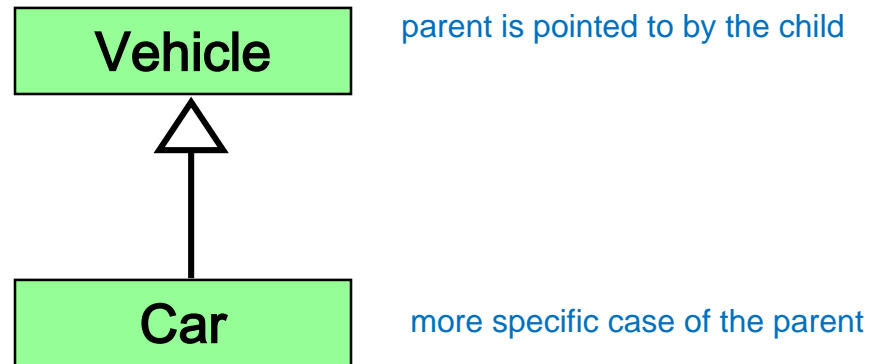 Vehicle
parent is pointed to by the child
Car
more specific case of the parent